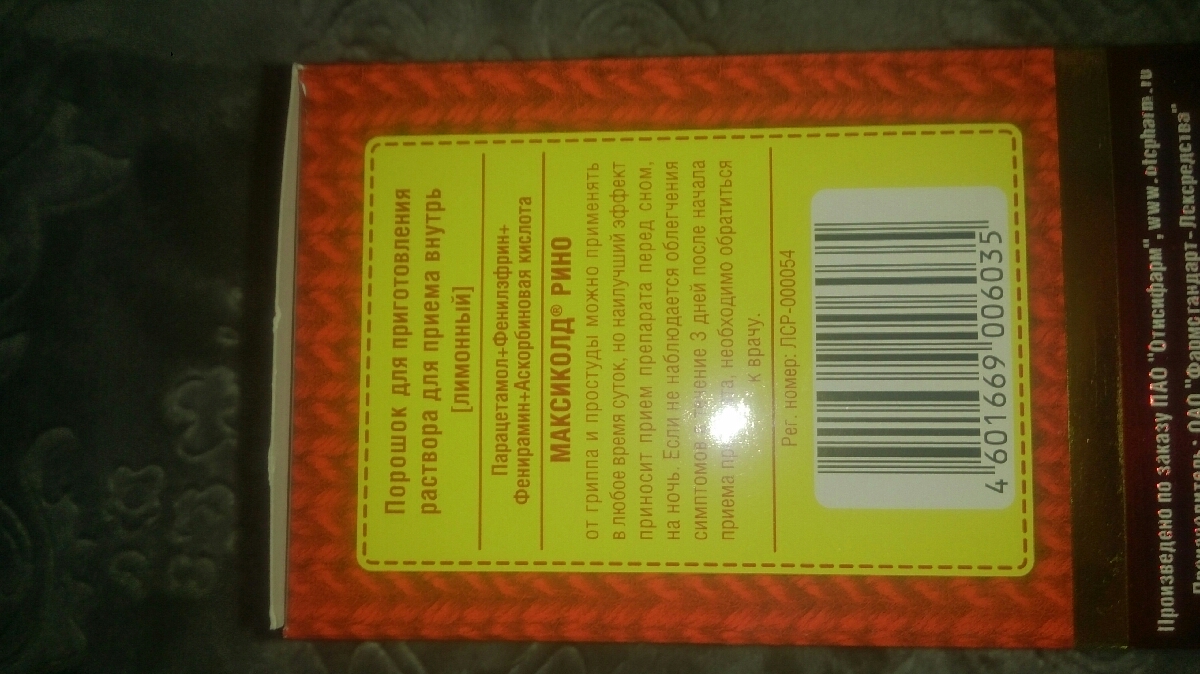 Порошок для приготовления
раствора для приема внутрь
[лимонный]
Парацетамол+Фенилэфрин+
Фенирамин+Аскорбиновая кислота
МАКСИКОЛД® РИНО
от гриппа и простуды можно применять
в любое время суток, но наилучший эффект
приносит прием препарата перед сном,
на ночь. Если не наблюдается облегчения
симптомов течение 3 дней после начала
приема необходимо обратиться
к врачу.
Рег. номер: ЛСР-000054
4 601669 006035
Произведено по заказу ПАО "Отисифарм", www.otcpharm.ru
ОАО "Фармстандарт-Лексредства"